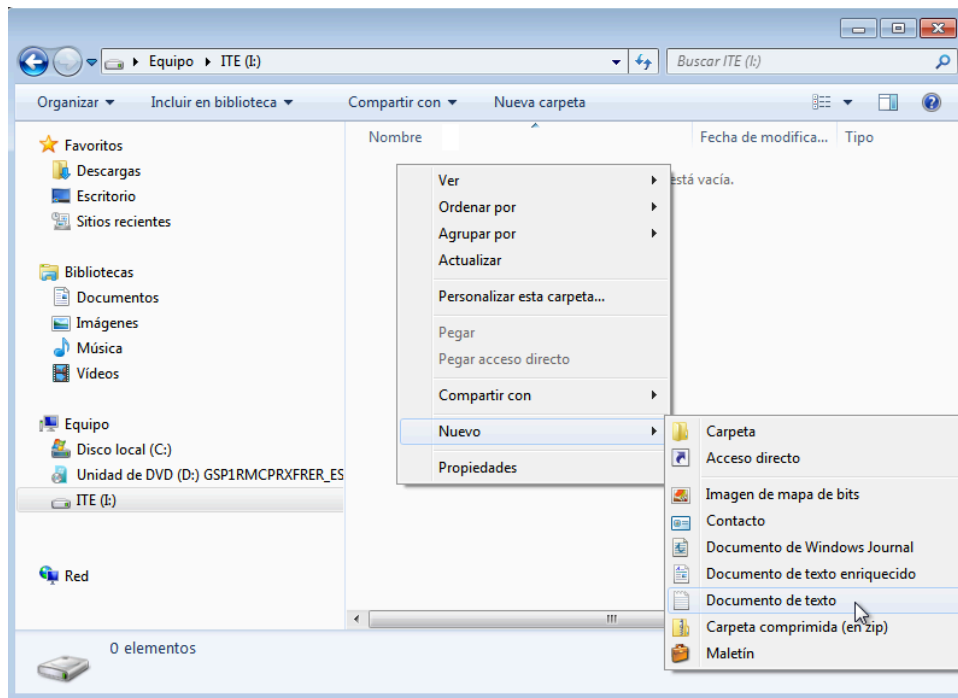 Equipo ITE (I:)
Buscar ITE (I:)
Organizar Incluir en biblioteca Compartir con Nueva carpeta
Favoritos
Descargas
Escritorio
Sitios recientes
Bibliotecas
Documentos
Imágenes
Música
Vídeos
Equipo
Disco local (C:)
Unidad de DVD (D:) GSP1RMCPRXFRER_ES
ITE (I:)
Red
Nombre Fecha de modifica... Tipo
está vacía.
Ver
Ordenar por
Agrupar por
Actualizar
Personalizar esta carpeta...
Pegar
Pegar acceso directo
Compartir con
Nuevo
Propiedades
Carpeta
Acceso directo
Imagen de mapa de bits
Contacto
Documento de Windows Journal
Documento de texto enriquecido
Documento de texto
Carpeta comprimida (en zip)
Maletín
0 elementos